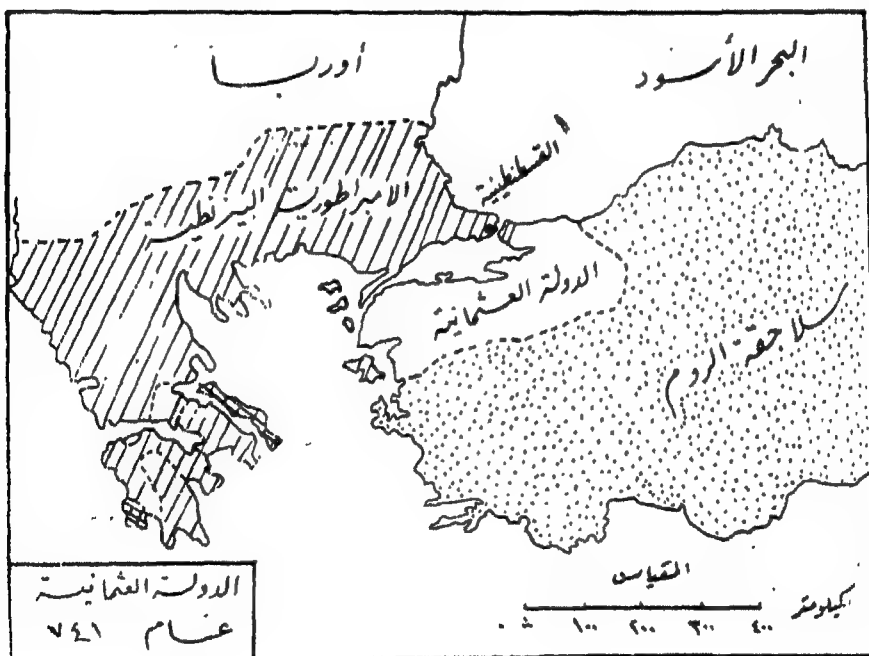 أوربا
البحر الأسود
القسطنطينية
الامبراطورية البيزنطية
الدولة العثمانية
سلاجقة الروم
المقياس
كيلومتر
٠ ١٠٠ ٢٠٠ ٣٠٠ ٤٠٠
الدولة العثمانية
عام ٧٤١